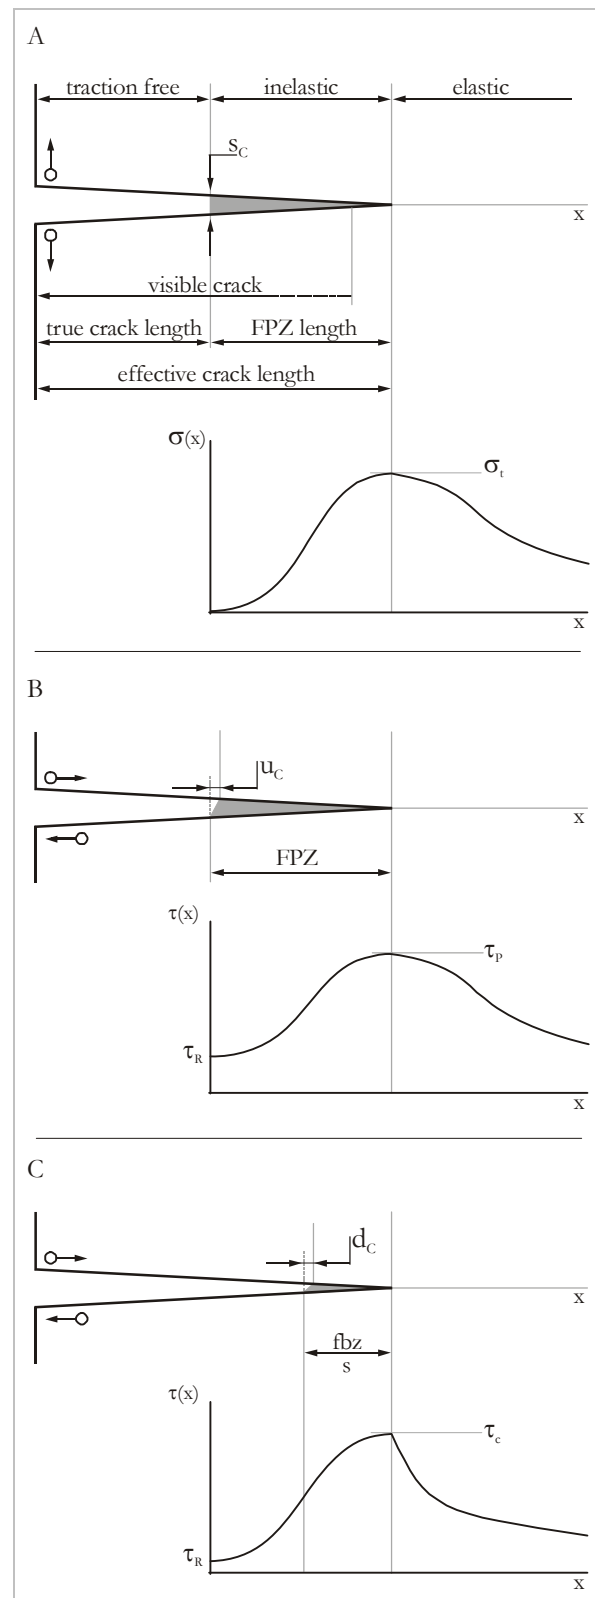 A
traction free inelastic elastic
s_C
x
visible crack
true crack length FPZ length
effective crack length
σ(x)
σ_t
x
B
u_C
x
FPZ
τ(x)
τ_P
τ_R
x
C
d_C
x
fbz
s
τ(x)
τ_c
τ_R
x